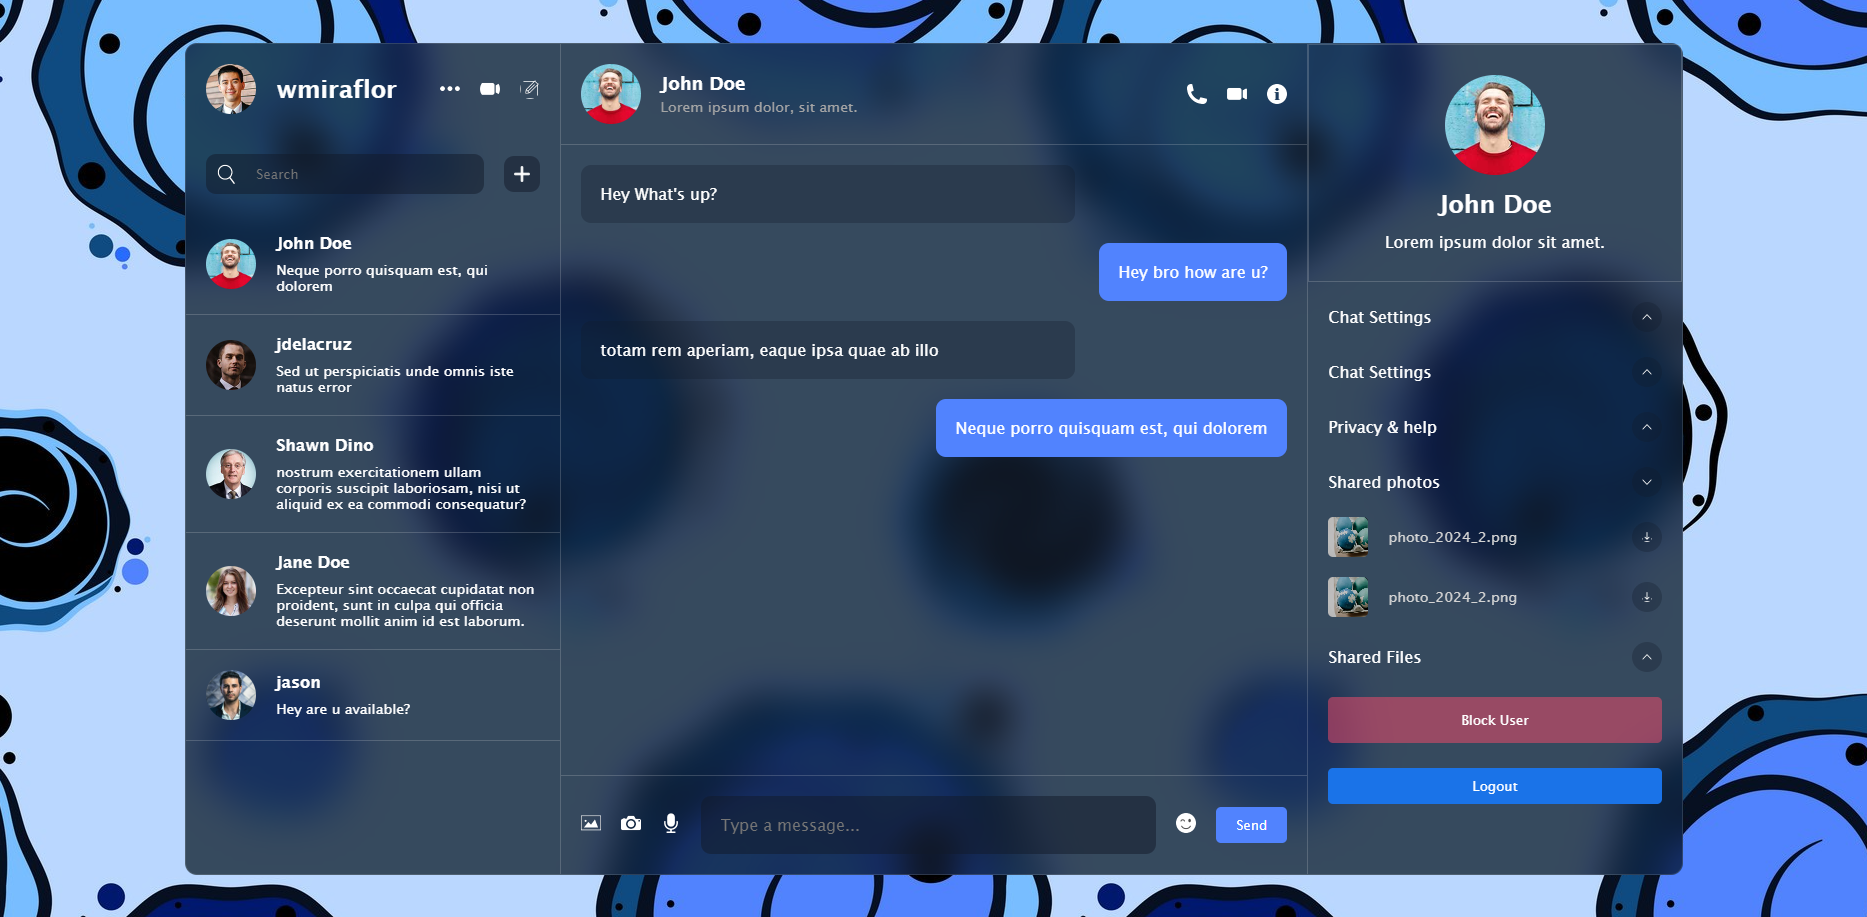 wmiraflor
Search
John Doe
Neque porro quisquam est, qui
dolorem
jdelacruz
Sed ut perspiciatis unde omnis iste
natus error
Shawn Dino
nostrum exercitationem ullam
corporis suscipit laboriosam, nisi ut
aliquid ex ea commodi consequatur?
Jane Doe
Excepteur sint occaecat cupidatat non
proident, sunt in culpa qui officia
deserunt mollit anim id est laborum.
jason
Hey are u available?
John Doe
Lorem ipsum dolor, sit amet.
Hey What's up?
Hey bro how are u?
totam rem aperiam, eaque ipsa quae ab illo
Neque porro quisquam est, qui dolorem
Type a message...
Send
John Doe
Lorem ipsum dolor sit amet.
Chat Settings
Chat Settings
Privacy & help
Shared photos
photo_2024_2.png
photo_2024_2.png
Shared Files
Block User
Logout